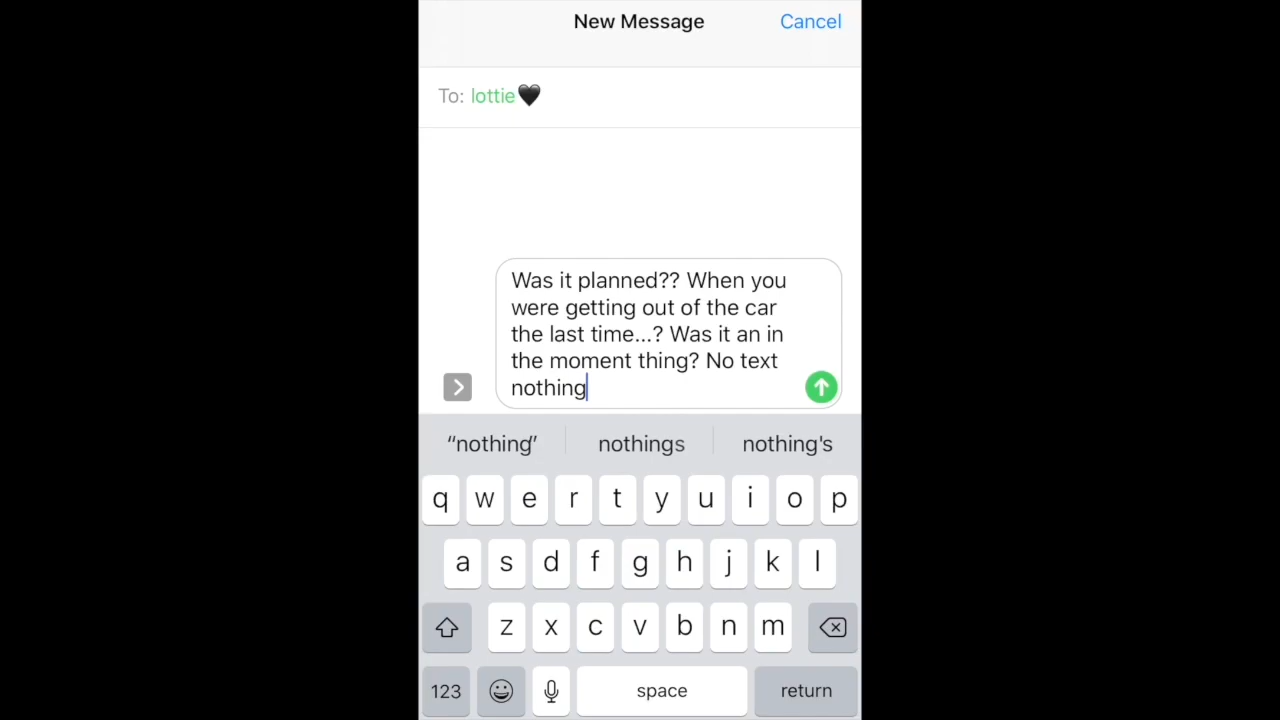 New Message
Cancel
To: lottie🖤
Was it planned?? When you
were getting out of the car
the last time...? Was it an in
the moment thing? No text
nothing
“nothing” nothings nothing's
q w e r t y u i o p
a s d f g h j k l
z x c v b n m
123 space return